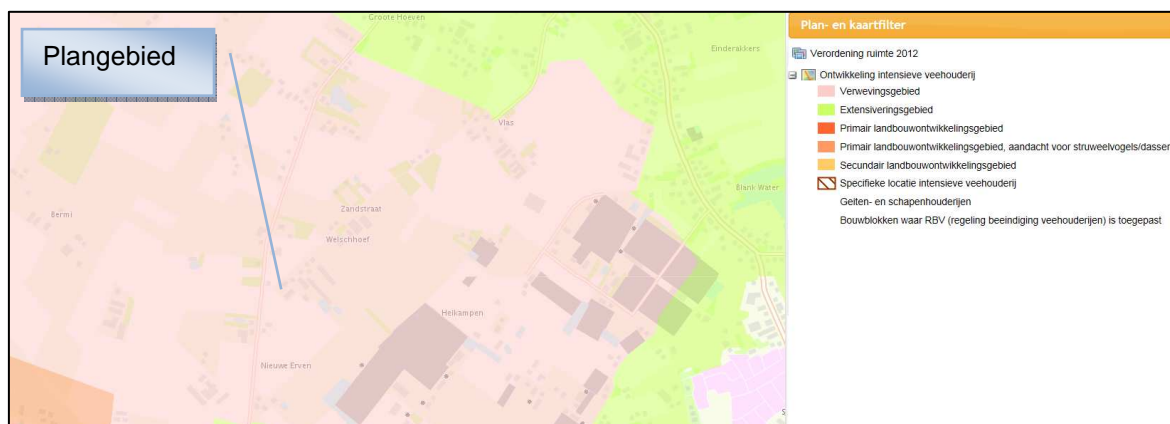 Plangebied
Groote Hoeven
Einderakkers
Vlas
Blank Water
Zandstraat
Bermt
Welschhoef
Heikampen
Nieuwe Erven
S
Plan- en kaartfilter
Verordening ruimte 2012
Ontwikkeling intensieve veehouderij
Verwevingsgebied
Extensiveringsgebied
Primair landbouwontwikkelingsgebied
Primair landbouwontwikkelingsgebied, aandacht voor struweelvogels/dassen
Secundair landbouwontwikkelingsgebied
Specifieke locatie intensieve veehouderij
Geiten- en schapenhouderijen
Bouwblokken waar RBV (regeling beeindiging veehouderijen) is toegepast